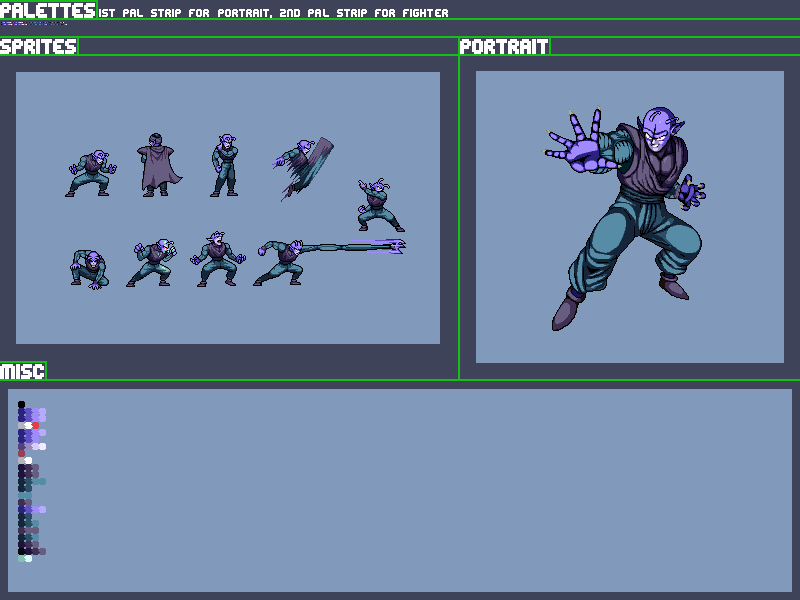 PALETTES 1ST PAL STRIP FOR PORTRAIT, 2ND PAL STRIP FOR FIGHTER
SPRITES
PORTRAIT
MISC